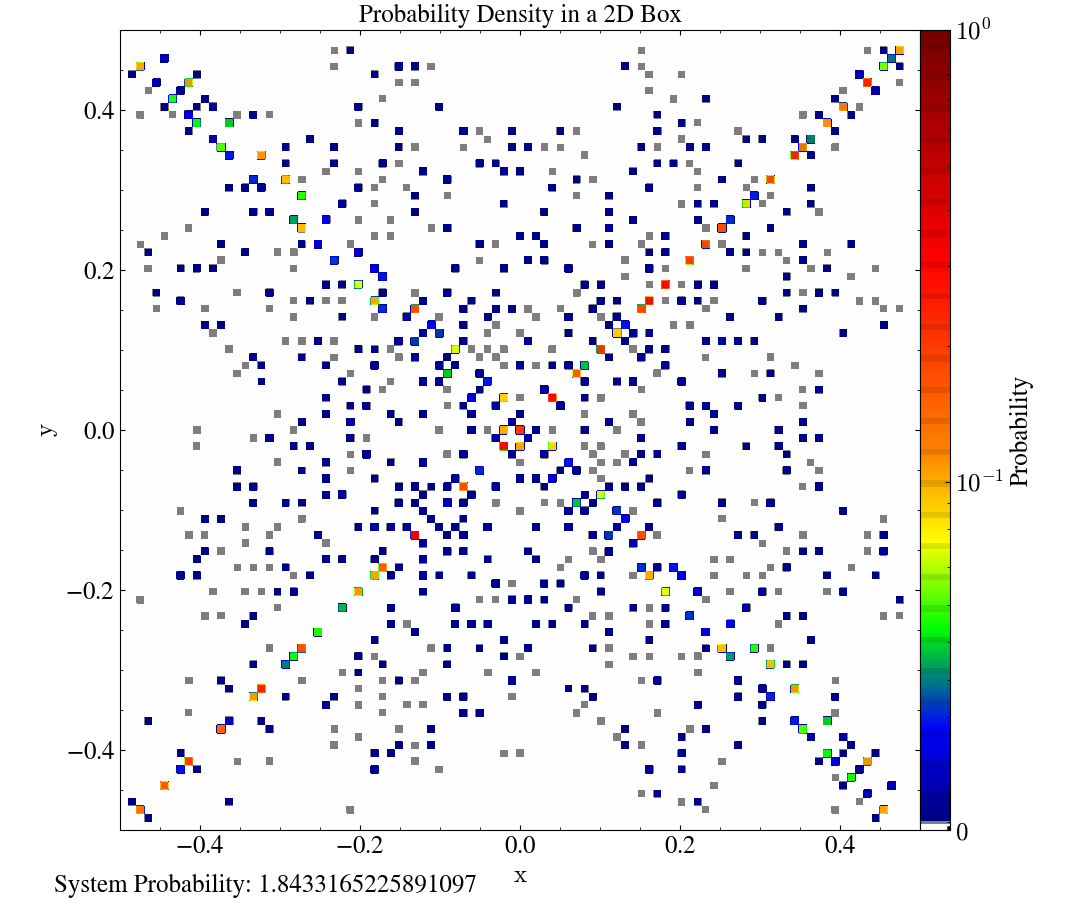 Probability Density in a 2D Box
10^0
0.4
0.2
0.0
−0.2
−0.4
y
Probability
10^−1
0
−0.4 −0.2 0.0 0.2 0.4
x
System Probability: 1.8433165225891097